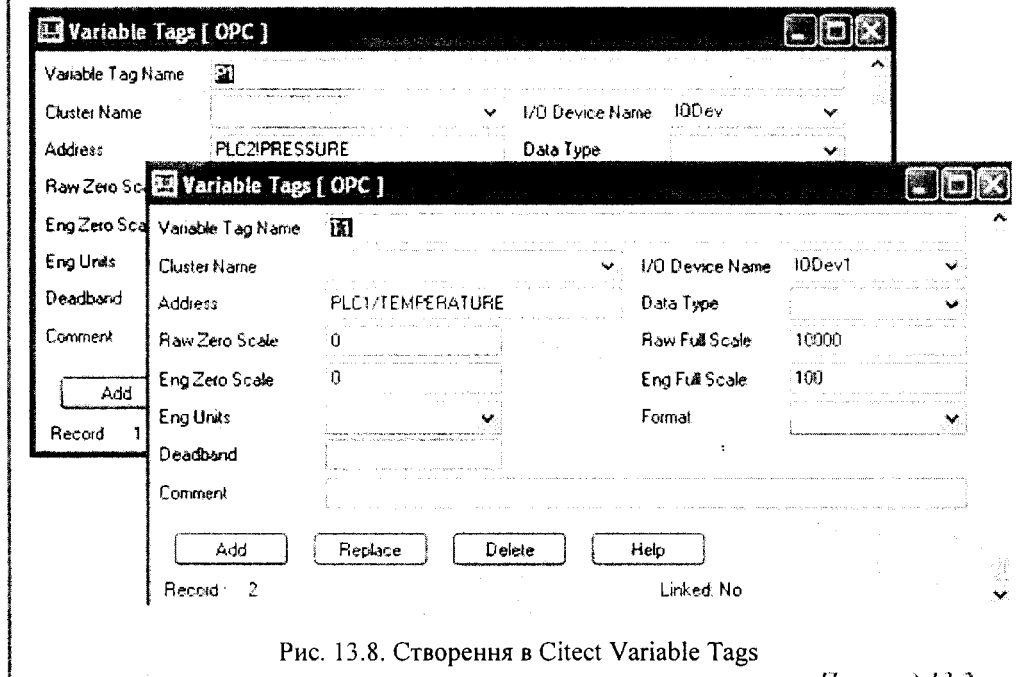 Variable Tags [ OPC ]
Variable Tag Name P1
Cluster Name I/O Device Name IODev
Address PLC2!PRESSURE Data Type
Raw Zero Sc
Eng Zero Sca
Eng Units
Deadband
Comment
Add
Record 1
Variable Tags [ OPC ]
Variable Tag Name T1
Cluster Name I/O Device Name IODev1
Address PLC1/TEMPERATURE Data Type
Raw Zero Scale 0 Raw Full Scale 10000
Eng Zero Scale 0 Eng Full Scale 100
Eng Units Format
Deadband
Comment
Add Replace Delete Help
Record : 2 Linked: No
Рис. 13.8. Створення в Citect Variable Tags